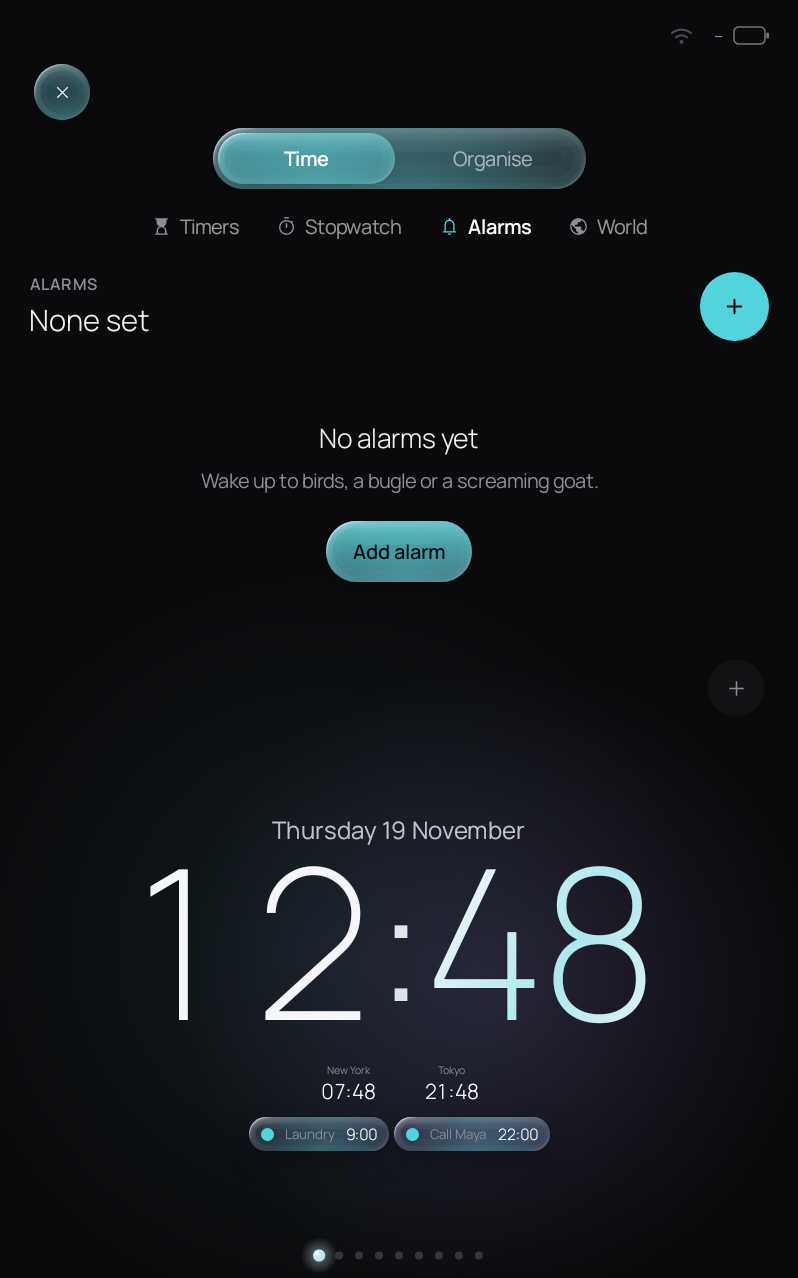 –
Time Organise
Timers Stopwatch Alarms World
ALARMS
None set
No alarms yet
Wake up to birds, a bugle or a screaming goat.
Add alarm
Thursday 19 November
12:48
New York Tokyo
07:48 21:48
Laundry 9:00 Call Maya 22:00